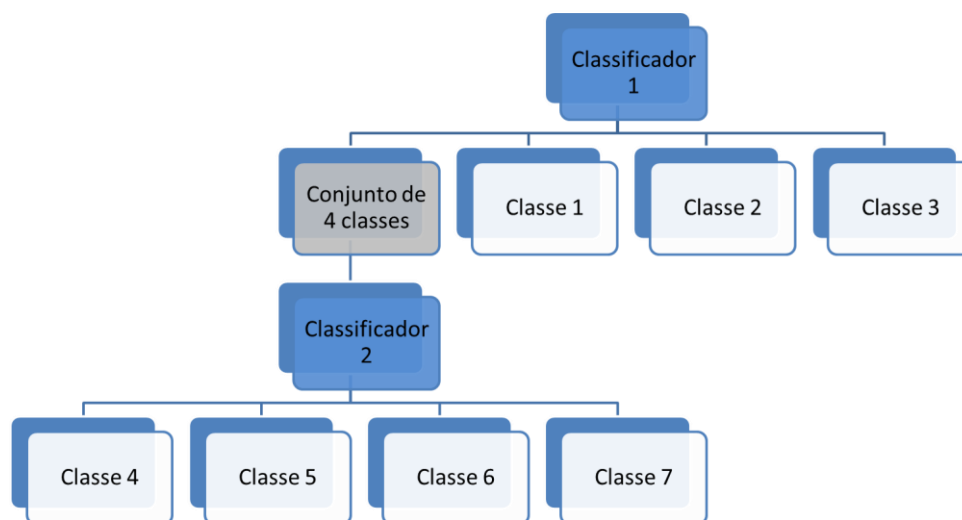 Classificador
1
Conjunto de
4 classes
Classe 1
Classe 2
Classe 3
Classificador
2
Classe 4
Classe 5
Classe 6
Classe 7